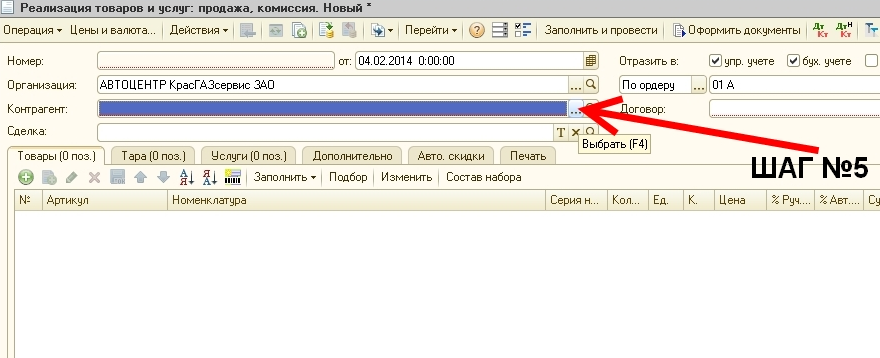 Реализация товаров и услуг: продажа, комиссия. Новый *
Операция Цены и валюта... Действия Перейти Заполнить и провести Оформить документы Дт Кт Дт Н Кт
Номер: от: 04.02.2014 0:00:00 Отразить в: упр. учете бух. учете
Организация: АВТОЦЕНТР КрасГАЗсервис ЗАО ... По ордеру ... 01 А
Контрагент: ... Договор:
Сделка: T
Выбрать (F4)
ШАГ №5
Товары (0 поз.) Тара (0 поз.) Услуги (0 поз.) Дополнительно Авто. скидки Печать
Заполнить Подбор Изменить Состав набора
№ Артикул Номенклатура Серия н... Кол... Ед. К. Цена % Руч.... % Авт.... Су